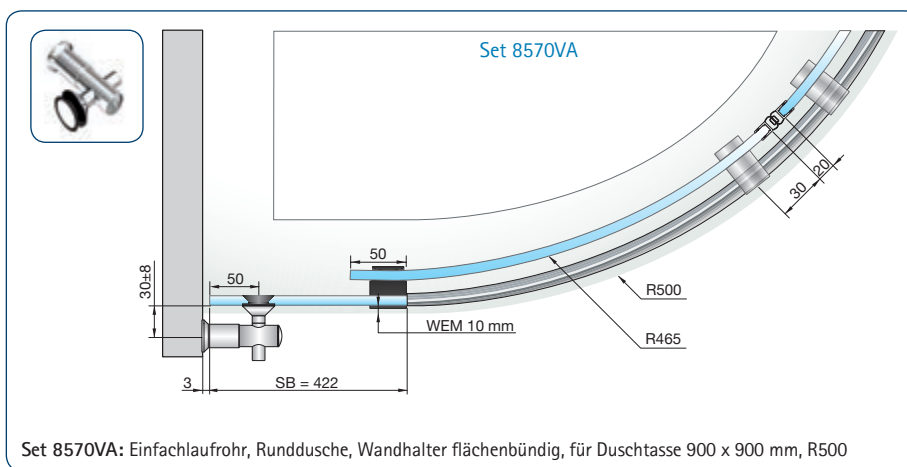 Set 8570VA
20
30
50
50
30±8
R500
WEM 10 mm
R465
3
SB = 422
Set 8570VA: Einfachlaufrohr, Runddusche, Wandhalter flächenbündig, für Duschtasse 900 x 900 mm, R500